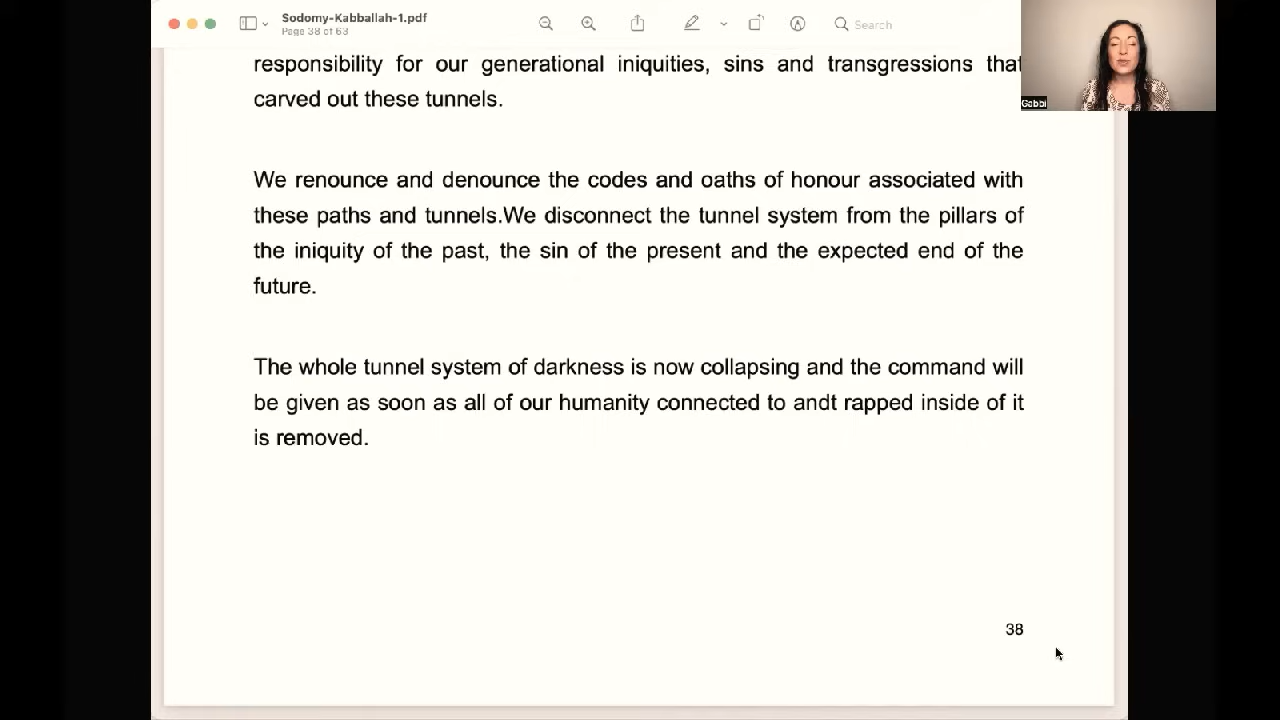 Sodomy-Kabballah-1.pdf
Page 38 of 63
Search
Gabbi
responsibility for our generational iniquities, sins and transgressions that
carved out these tunnels.
We renounce and denounce the codes and oaths of honour associated with
these paths and tunnels.We disconnect the tunnel system from the pillars of
the iniquity of the past, the sin of the present and the expected end of the
future.
The whole tunnel system of darkness is now collapsing and the command will
be given as soon as all of our humanity connected to andt rapped inside of it
is removed.
38